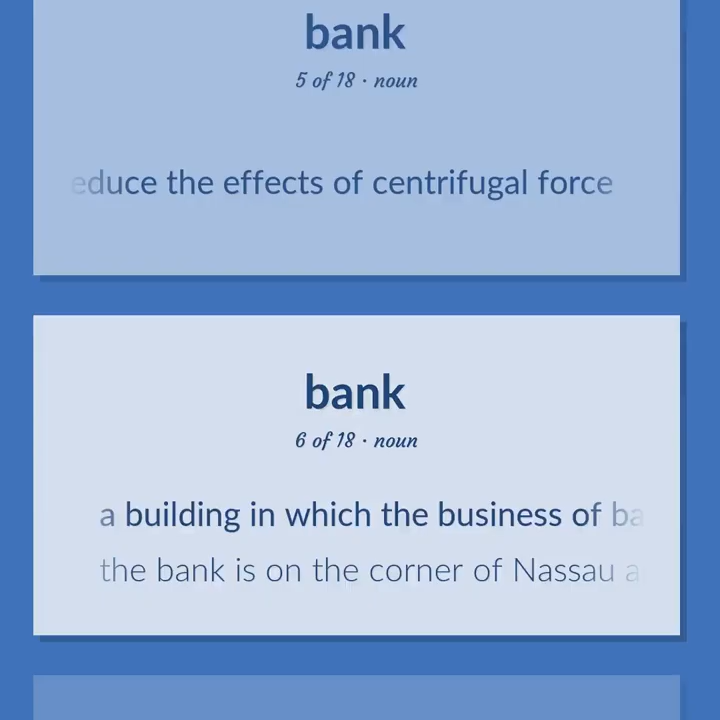 bank
5 of 18 · noun
educe the effects of centrifugal force
bank
6 of 18 · noun
a building in which the business of ba
the bank is on the corner of Nassau a